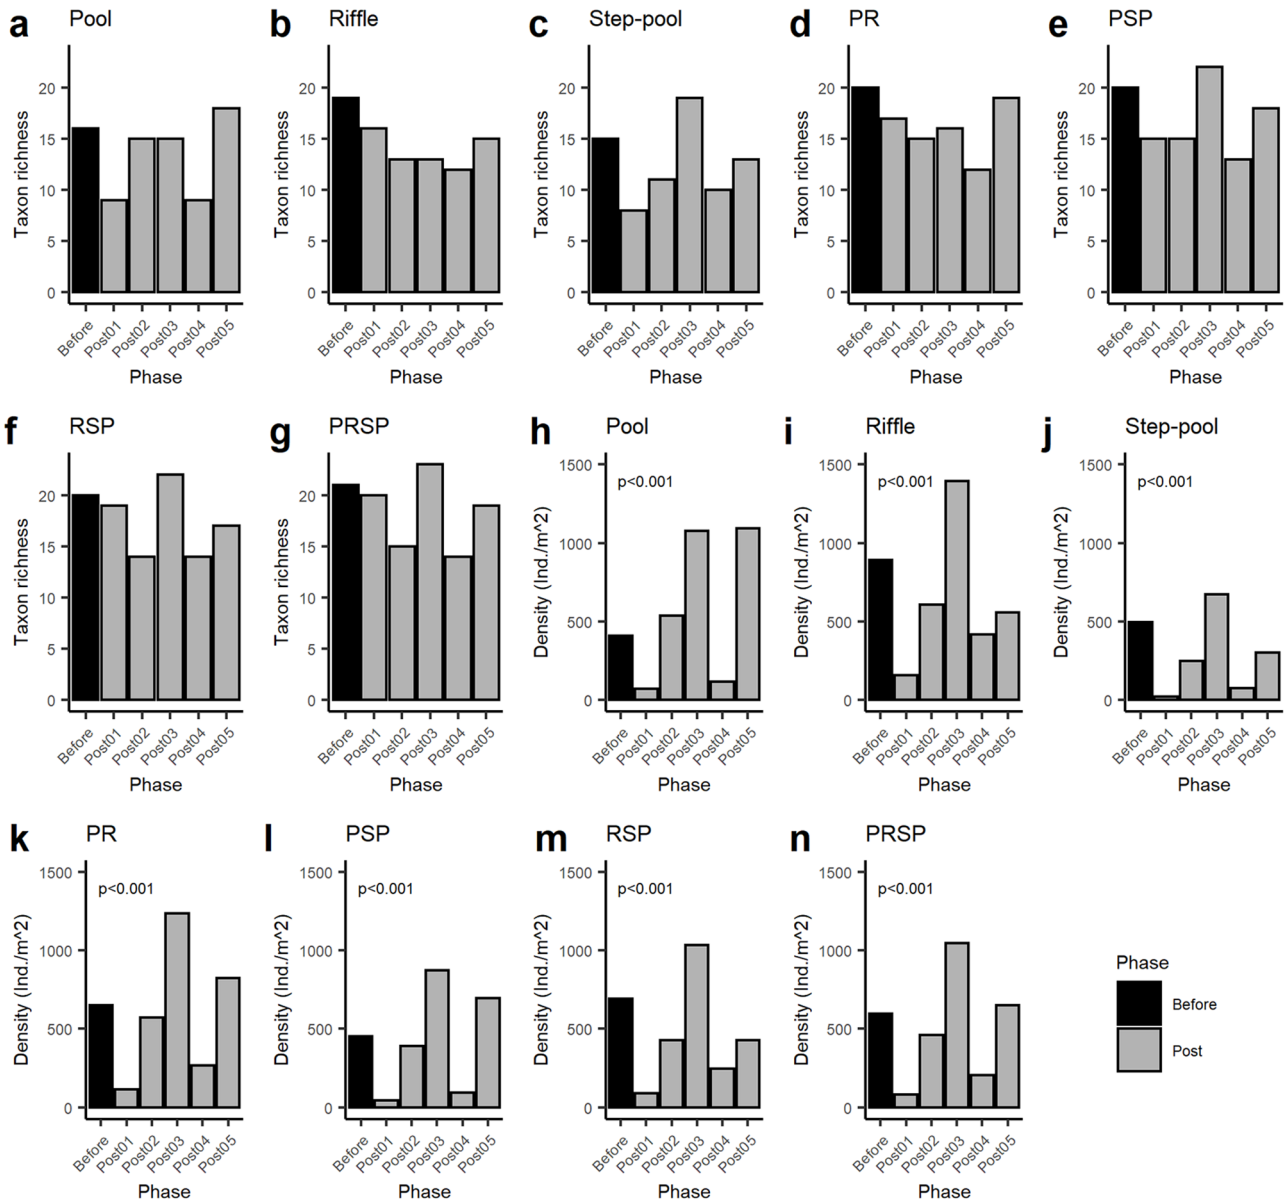 a Pool
Taxon richness
20
15
10
5
0
Before Post01 Post02 Post03 Post04 Post05
Phase
b Riffle
Taxon richness
20
15
10
5
0
Before Post01 Post02 Post03 Post04 Post05
Phase
c Step-pool
Taxon richness
20
15
10
5
0
Before Post01 Post02 Post03 Post04 Post05
Phase
d PR
Taxon richness
20
15
10
5
0
Before Post01 Post02 Post03 Post04 Post05
Phase
e PSP
Taxon richness
20
15
10
5
0
Before Post01 Post02 Post03 Post04 Post05
Phase
f RSP
Taxon richness
20
15
10
5
0
Before Post01 Post02 Post03 Post04 Post05
Phase
g PRSP
Taxon richness
20
15
10
5
0
Before Post01 Post02 Post03 Post04 Post05
Phase
h Pool
Density (Ind./m^2)
1500
1000
500
0
p<0.001
Before Post01 Post02 Post03 Post04 Post05
Phase
i Riffle
Density (Ind./m^2)
1500
1000
500
0
p<0.001
Before Post01 Post02 Post03 Post04 Post05
Phase
j Step-pool
Density (Ind./m^2)
1500
1000
500
0
p<0.001
Before Post01 Post02 Post03 Post04 Post05
Phase
k PR
Density (Ind./m^2)
1500
1000
500
0
p<0.001
Before Post01 Post02 Post03 Post04 Post05
Phase
l PSP
Density (Ind./m^2)
1500
1000
500
0
p<0.001
Before Post01 Post02 Post03 Post04 Post05
Phase
m RSP
Density (Ind./m^2)
1500
1000
500
0
p<0.001
Before Post01 Post02 Post03 Post04 Post05
Phase
n PRSP
Density (Ind./m^2)
1500
1000
500
0
p<0.001
Before Post01 Post02 Post03 Post04 Post05
Phase
Phase
Before
Post